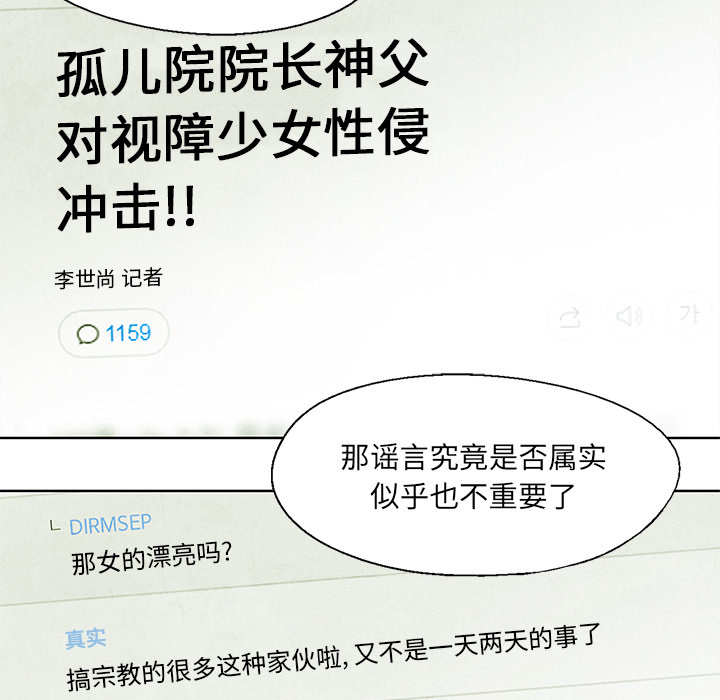 孤儿院院长神父
对视障少女性侵
冲击!!
李世尚 记者
1159
가
那谣言究竟是否属实
似乎也不重要了
DIRMSEP
那女的漂亮吗?
真实
搞宗教的很多这种家伙啦, 又不是一天两天的事了